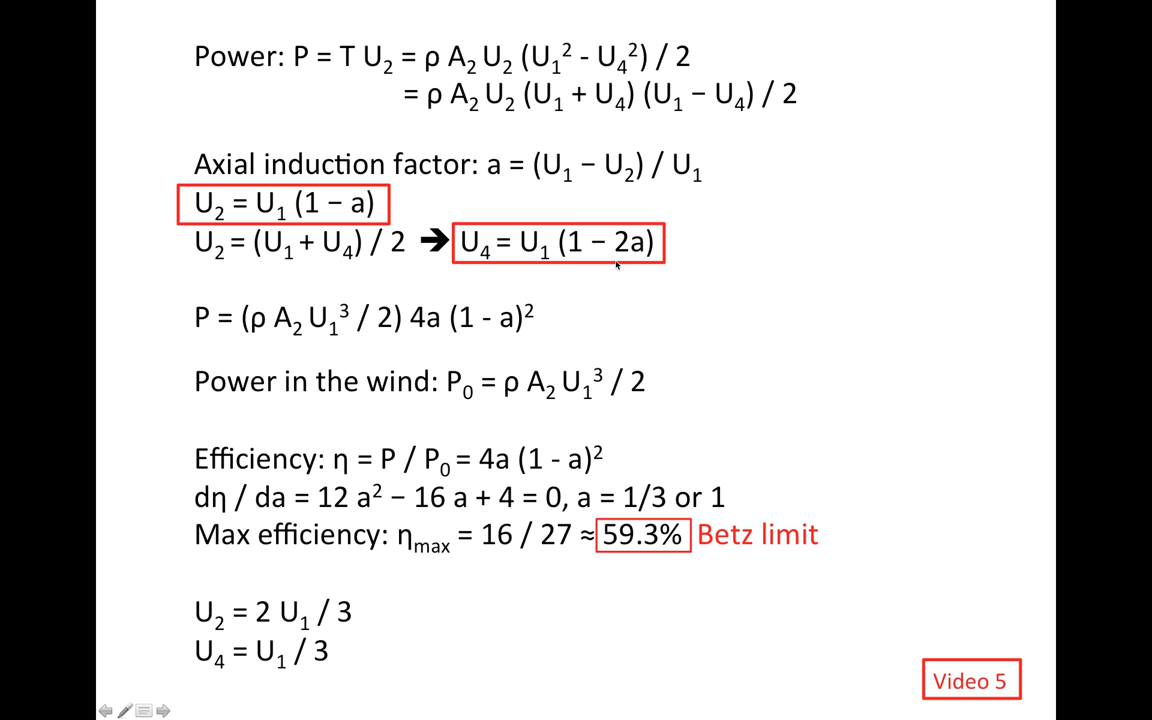 Power: P = T U₂ = ρ A₂ U₂ (U₁² - U₄²) / 2
= ρ A₂ U₂ (U₁ + U₄) (U₁ − U₄) / 2
Axial induction factor: a = (U₁ − U₂) / U₁
U₂ = U₁ (1 − a)
U₂ = (U₁ + U₄) / 2 ➔ U₄ = U₁ (1 − 2a)
P = (ρ A₂ U₁³ / 2) 4a (1 - a)²
Power in the wind: P₀ = ρ A₂ U₁³ / 2
Efficiency: η = P / P₀ = 4a (1 - a)²
dη / da = 12 a² − 16 a + 4 = 0, a = 1/3 or 1
Max efficiency: ηₘₐₓ = 16 / 27 ≈ 59.3% Betz limit
U₂ = 2 U₁ / 3
U₄ = U₁ / 3
Video 5